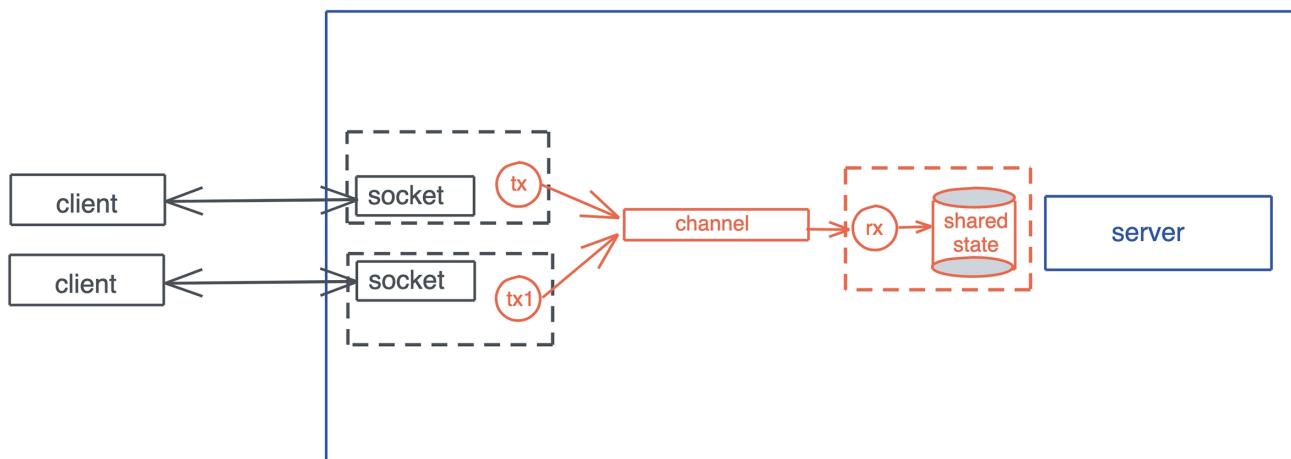 client
socket
tx
channel
rx
shared
state
server
client
socket
tx1